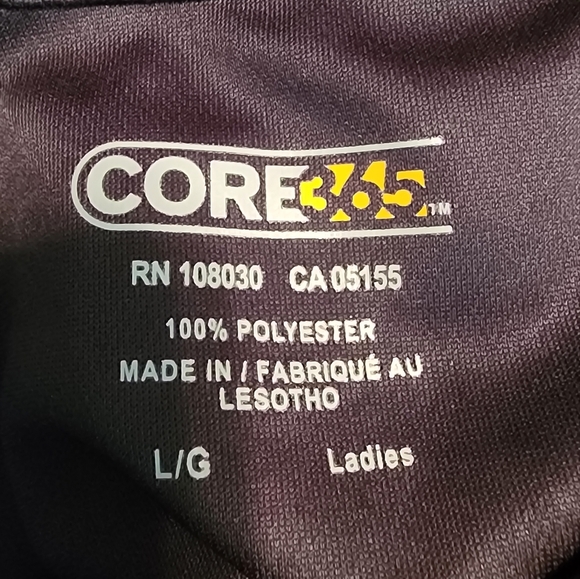 CORE365™
RN 108030 CA 05155
100% POLYESTER
MADE IN / FABRIQUÉ AU
LESOTHO
L/G Ladies